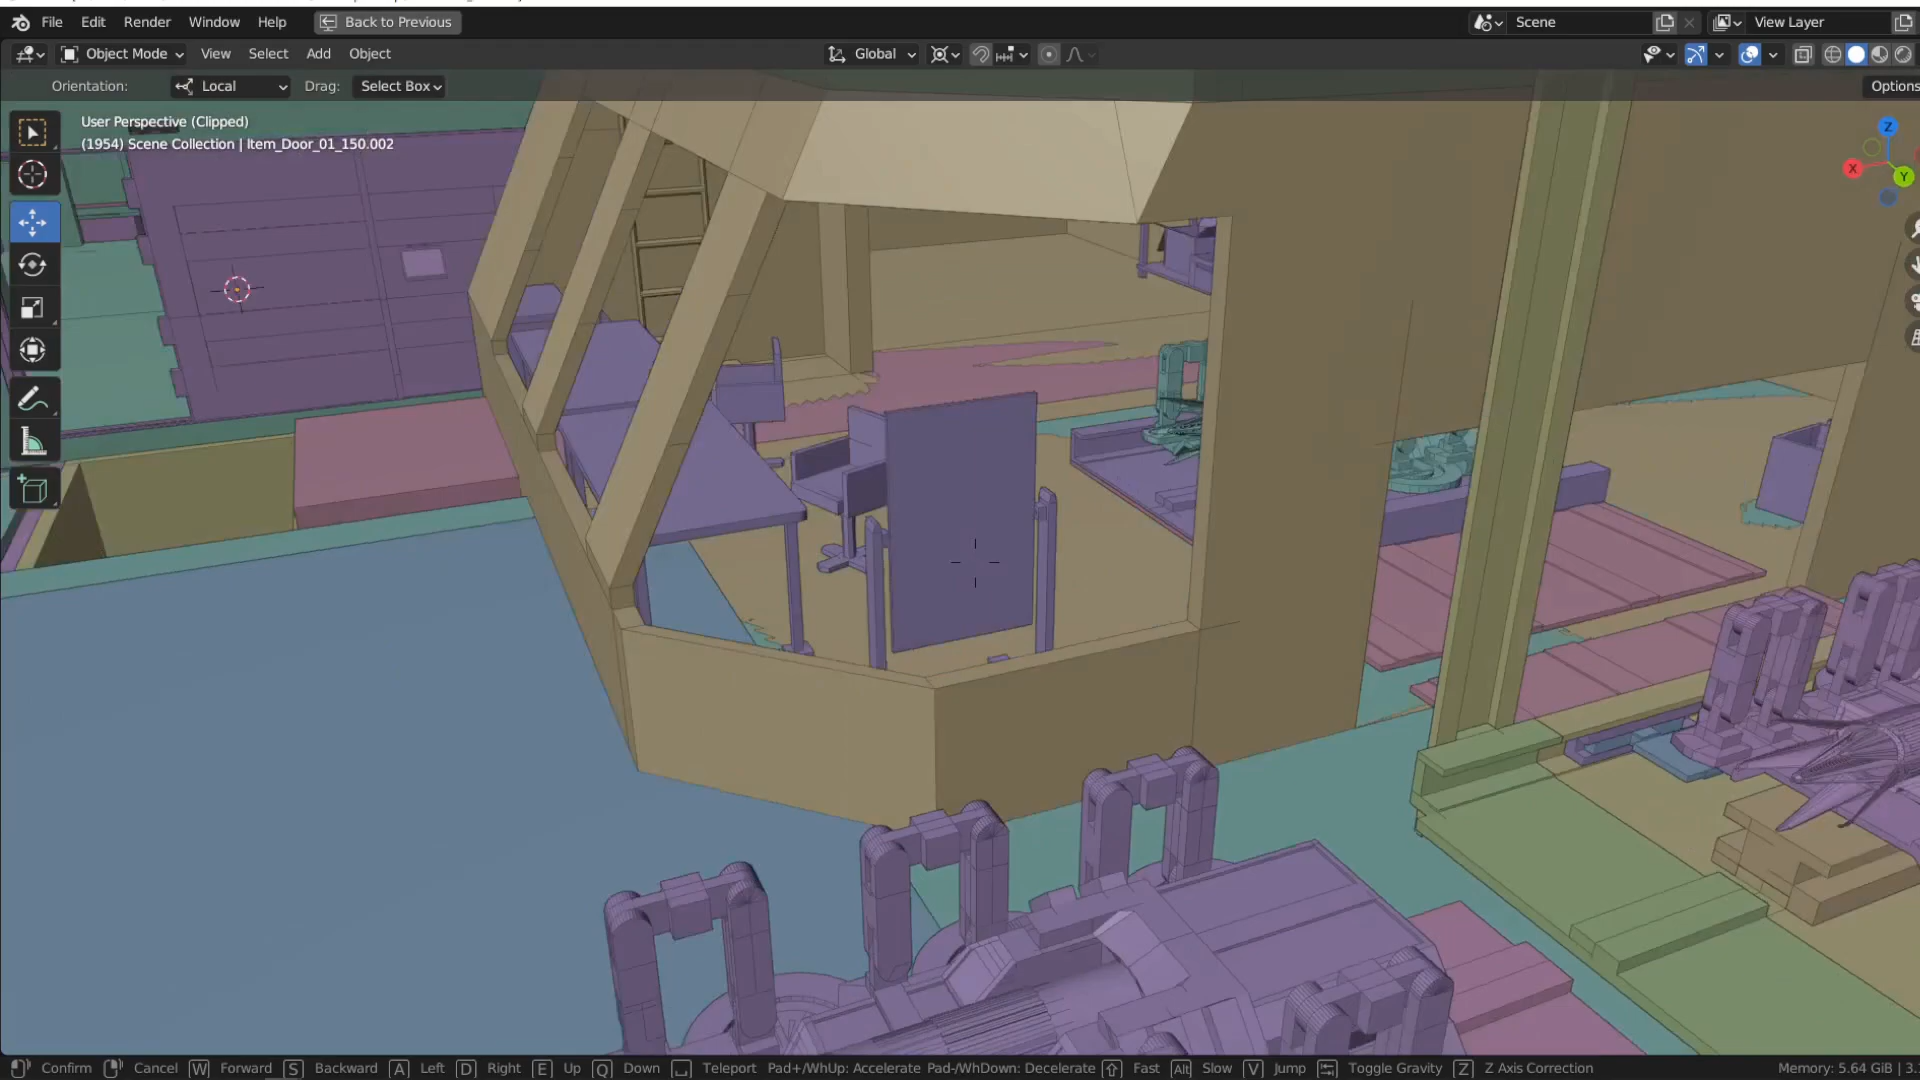 File Edit Render Window Help Back to Previous Scene View Layer
Object Mode View Select Add Object Global
Orientation: Local Drag: Select Box Options
User Perspective (Clipped)
(1954) Scene Collection | Item_Door_01_150.002
Z
X
Y
Confirm Cancel W Forward S Backward A Left D Right E Up Q Down Teleport Pad+/WhUp: Accelerate Pad-/WhDown: Decelerate Fast Alt Slow V Jump Toggle Gravity Z Z Axis Correction Memory: 5.64 GiB | 3.